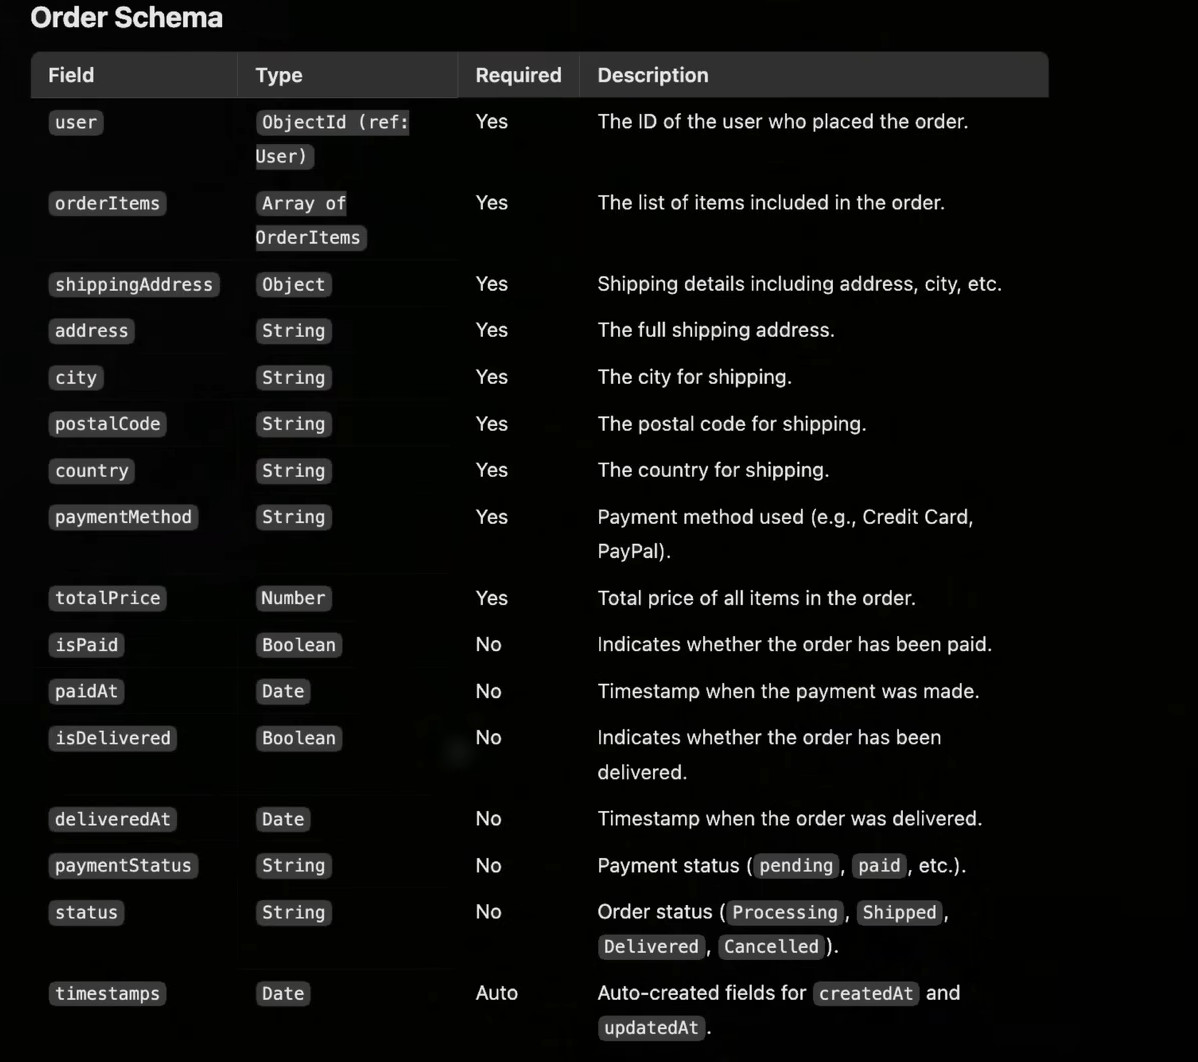 Order Schema
Field Type Required Description
user ObjectId (ref: Yes The ID of the user who placed the order.
User)
orderItems Array of Yes The list of items included in the order.
OrderItems
shippingAddress Object Yes Shipping details including address, city, etc.
address String Yes The full shipping address.
city String Yes The city for shipping.
postalCode String Yes The postal code for shipping.
country String Yes The country for shipping.
paymentMethod String Yes Payment method used (e.g., Credit Card,
PayPal).
totalPrice Number Yes Total price of all items in the order.
isPaid Boolean No Indicates whether the order has been paid.
paidAt Date No Timestamp when the payment was made.
isDelivered Boolean No Indicates whether the order has been
delivered.
deliveredAt Date No Timestamp when the order was delivered.
paymentStatus String No Payment status (pending, paid, etc.).
status String No Order status (Processing, Shipped,
Delivered, Cancelled).
timestamps Date Auto Auto-created fields for createdAt and
updatedAt.